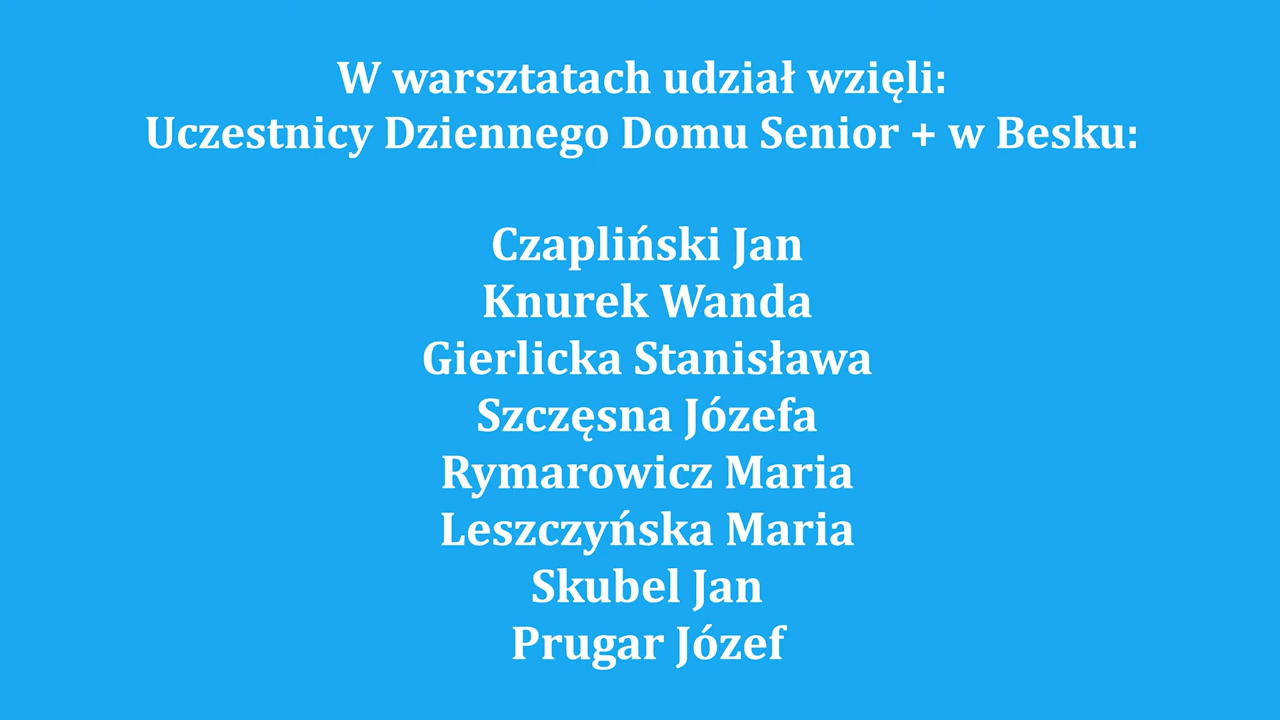 W warsztatach udział wzięli:
Uczestnicy Dziennego Domu Senior + w Besku:
Czapliński Jan
Knurek Wanda
Gierlicka Stanisława
Szczęsna Józefa
Rymarowicz Maria
Leszczyńska Maria
Skubel Jan
Prugar Józef